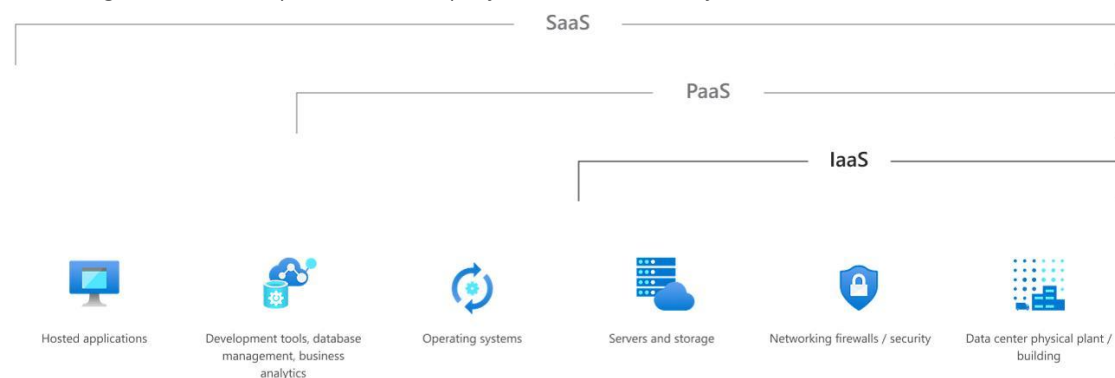 SaaS
PaaS
IaaS
Hosted applications
Development tools, database
management, business
analytics
Operating systems
Servers and storage
Networking firewalls / security
Data center physical plant /
building